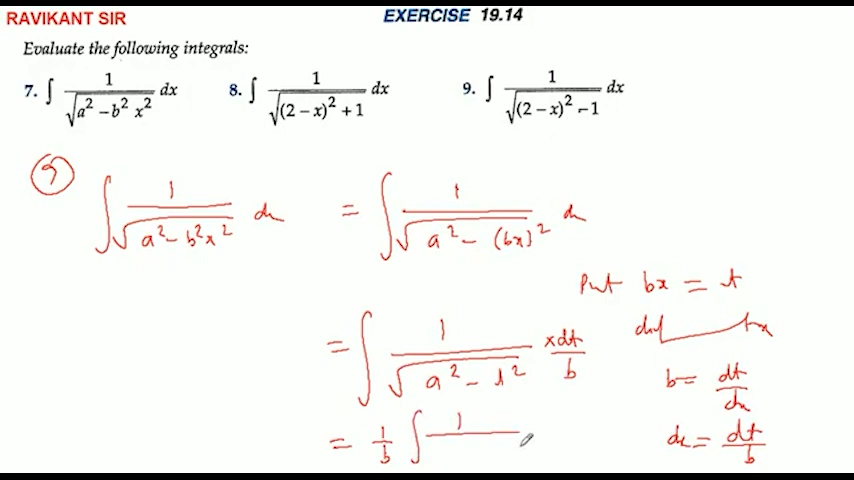 RAVIKANT SIR
EXERCISE 19.14
Evaluate the following integrals:
7. ∫ 1/√(a² – b² x²) dx 8. ∫ 1/√((2 – x)² + 1) dx 9. ∫ 1/√((2 – x)² – 1) dx
∫ 1/√(a² – b²x²) dx = ∫ 1/√(a² – (bx)²) dx
Put bx = t
= ∫ 1/√(a² – t²) × dt/b
b = dt/dx
= 1/b ∫ 1
dx = dt/b